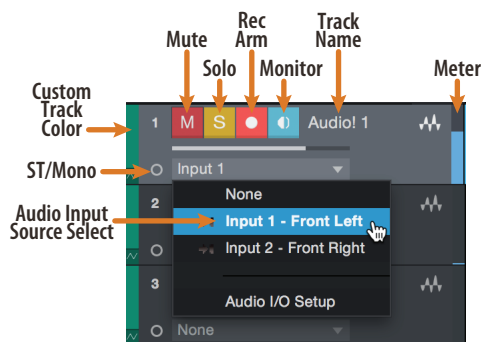 Rec
Arm
Track
Name
Mute
Solo
Monitor
Meter
Custom
Track
Color
1
M
S
Audio! 1
ST/Mono
Input 1
Audio Input
Source Select
None
2
Input 1 - Front Left
Input 2 - Front Right
3
Audio I/O Setup
None